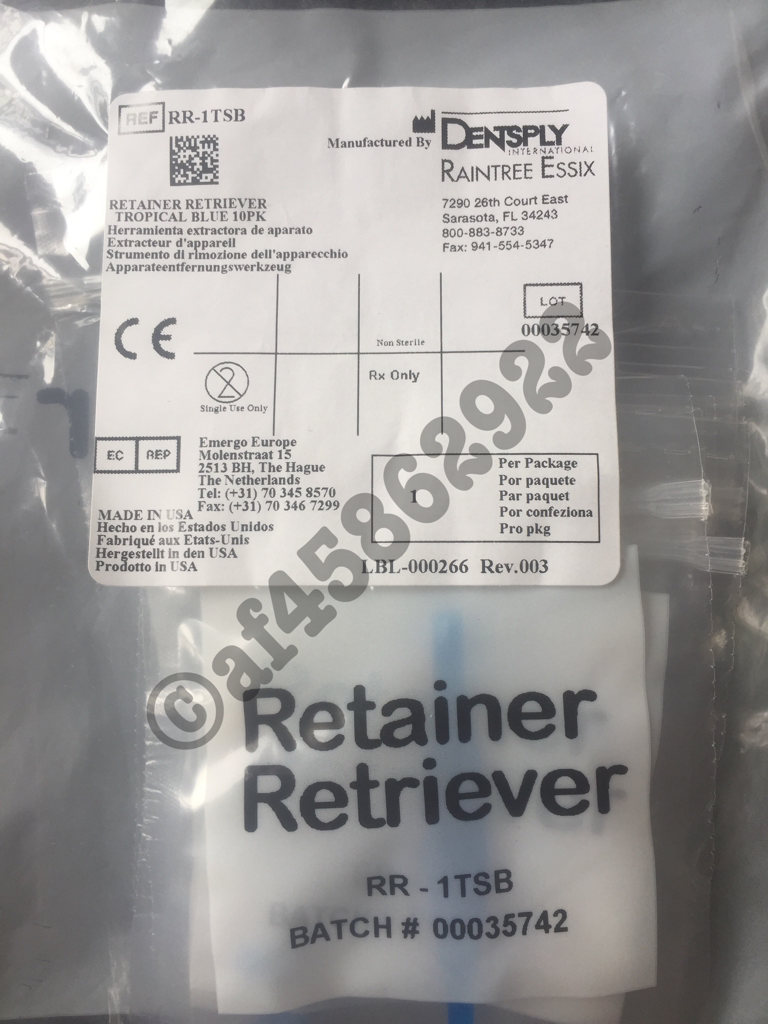 REF RR-1TSB
Manufactured By
DENSPLY
INTERNATIONAL
RAINTREE ESSIX
7290 26th Court East
Sarasota, FL 34243
800-883-8733
Fax: 941-554-5347
RETAINER RETRIEVER
TROPICAL BLUE 10PK
Herramienta extractora de aparato
Extracteur d'appareil
Strumento di rimozione dell'apparecchio
Apparateentfernungswerkzeug
CE
LOT
00035742
Non Sterile
2
Single Use Only
Rx Only
EC REP
Emergo Europe
Molenstraat 15
2513 BH, The Hague
The Netherlands
Tel: (+31) 70 345 8570
Fax: (+31) 70 346 7299
1
Per Package
Por paquete
Par paquet
Por confeziona
Pro pkg
MADE IN USA
Hecho en los Estados Unidos
Fabriqué aux Etats-Unis
Hergestellt in den USA
Prodotto in USA
LBL-000266 Rev.003
©af45862922
Retainer
Retriever
RR - 1TSB
BATCH # 00035742